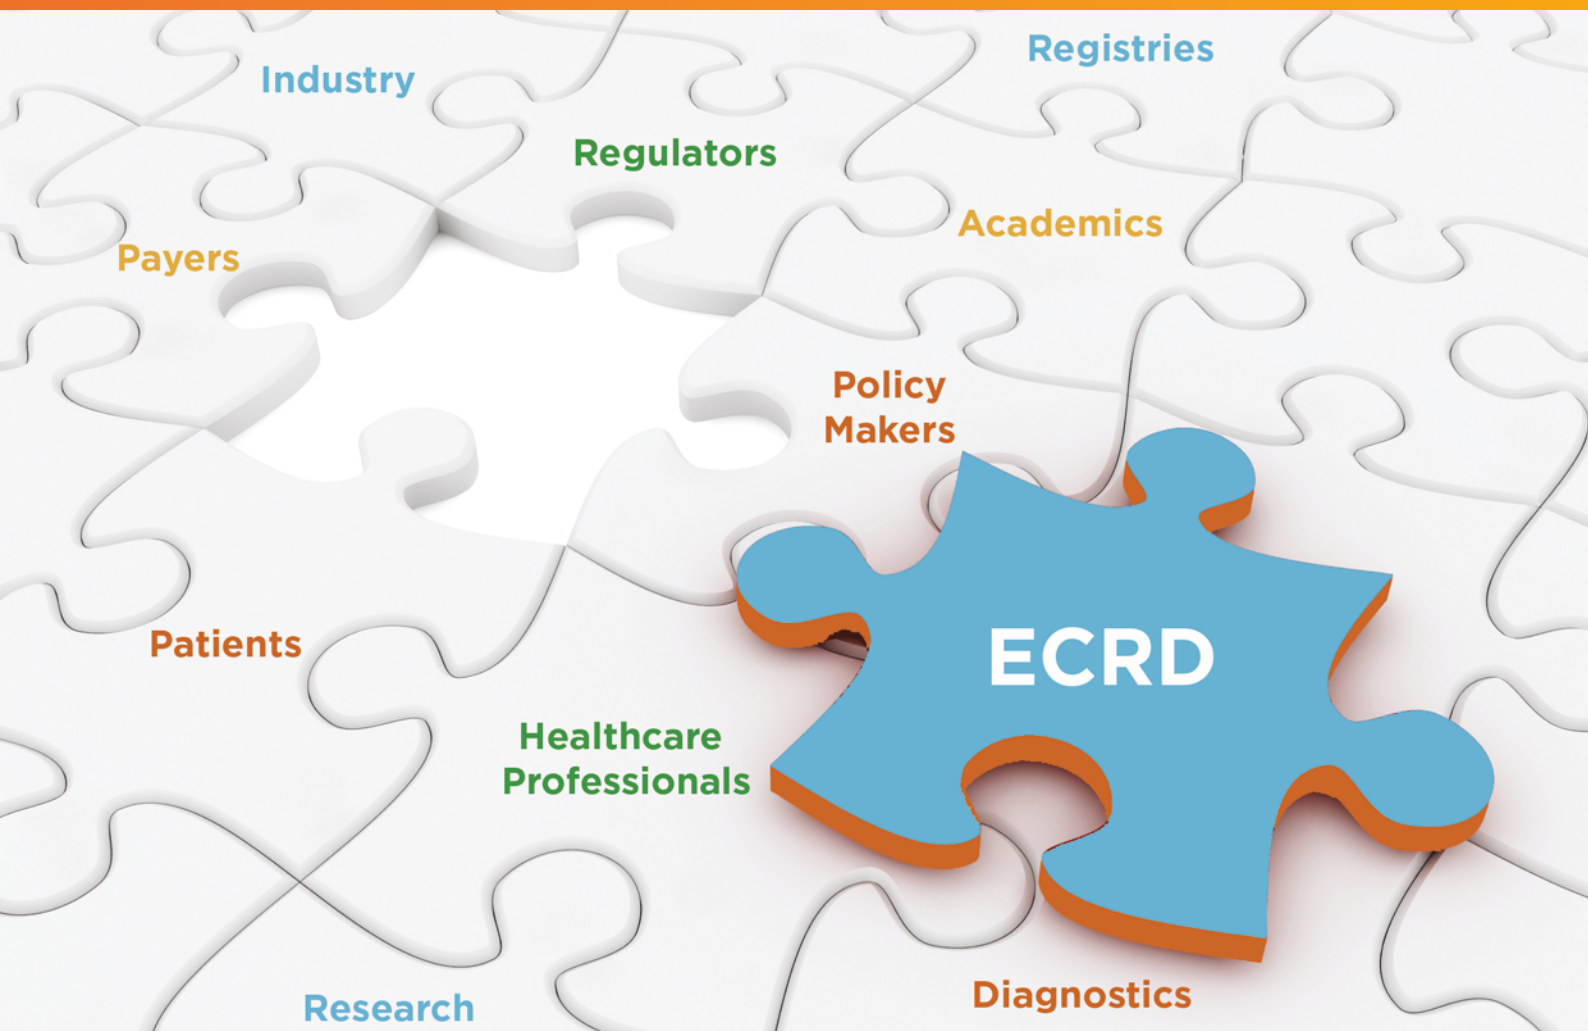 Registries
Industry
Regulators
Academics
Payers
Policy
Makers
Patients
ECRD
Healthcare
Professionals
Diagnostics
Research